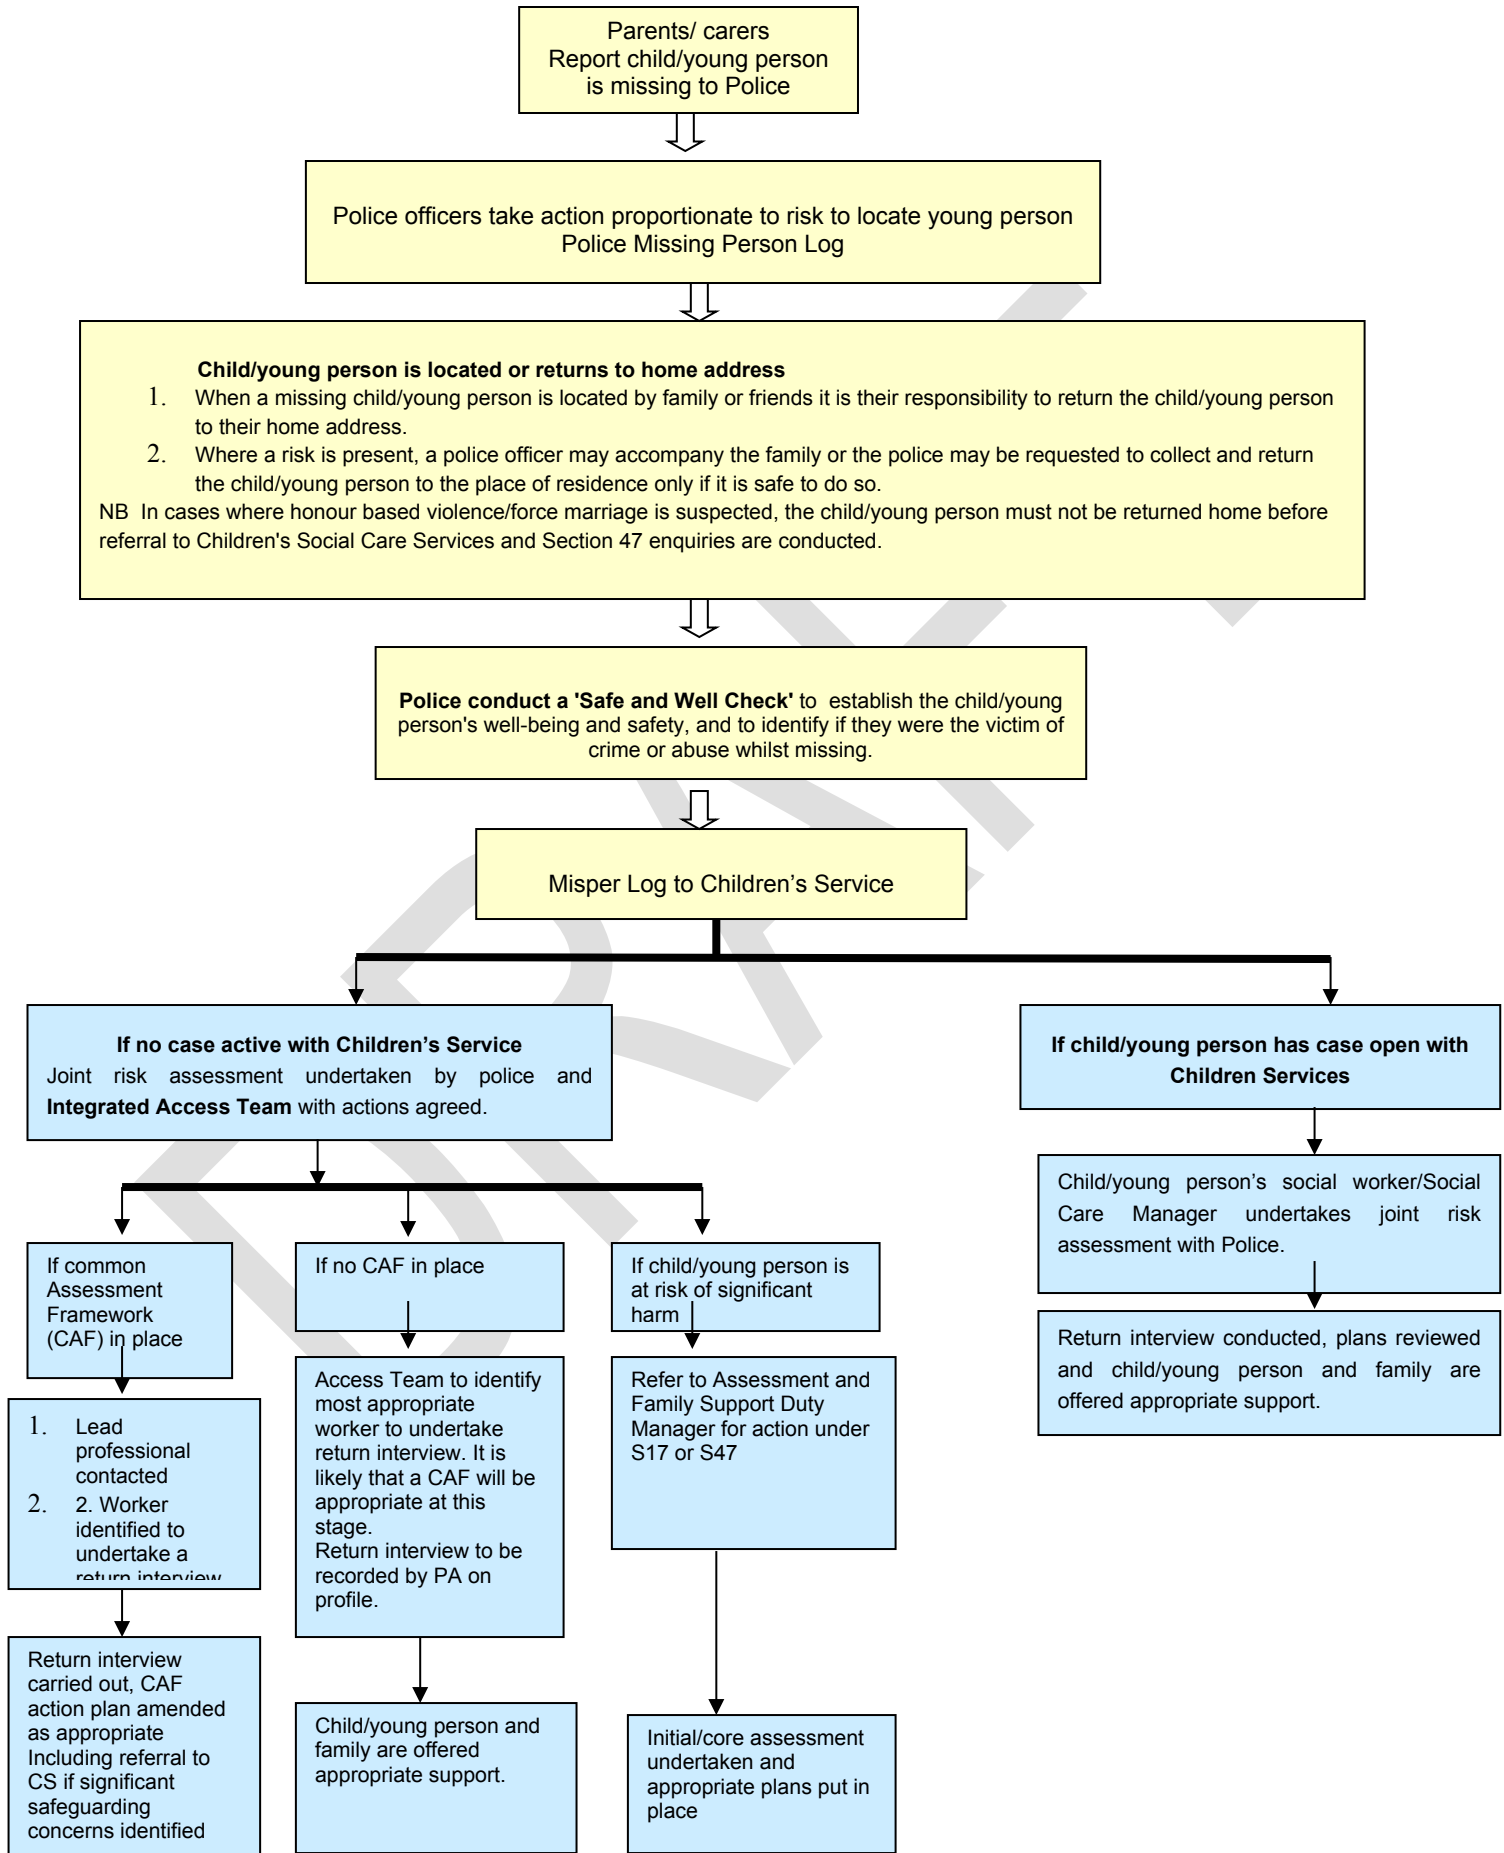 Parents/ carers
Report child/young person
is missing to Police
Police officers take action proportionate to risk to locate young person
Police Missing Person Log
Child/young person is located or returns to home address
1. When a missing child/young person is located by family or friends it is their responsibility to return the child/young person
to their home address.
2. Where a risk is present, a police officer may accompany the family or the police may be requested to collect and return
the child/young person to the place of residence only if it is safe to do so.
NB In cases where honour based violence/force marriage is suspected, the child/young person must not be returned home before
referral to Children's Social Care Services and Section 47 enquiries are conducted.
Police conduct a 'Safe and Well Check' to establish the child/young
person's well-being and safety, and to identify if they were the victim of
crime or abuse whilst missing.
Misper Log to Children’s Service
If no case active with Children’s Service
Joint risk assessment undertaken by police and
Integrated Access Team with actions agreed.
If child/young person has case open with
Children Services
Child/young person’s social worker/Social
Care Manager undertakes joint risk
assessment with Police.
Return interview conducted, plans reviewed
and child/young person and family are
offered appropriate support.
If common
Assessment
Framework
(CAF) in place
1. Lead
professional
contacted
2. 2. Worker
identified to
undertake a
return interview
Return interview
carried out, CAF
action plan amended
as appropriate
Including referral to
CS if significant
safeguarding
concerns identified
If no CAF in place
Access Team to identify
most appropriate
worker to undertake
return interview. It is
likely that a CAF will be
appropriate at this
stage.
Return interview to be
recorded by PA on
profile.
Child/young person and
family are offered
appropriate support.
If child/young person is
at risk of significant
harm
Refer to Assessment and
Family Support Duty
Manager for action under
S17 or S47
Initial/core assessment
undertaken and
appropriate plans put in
place
DRAFT